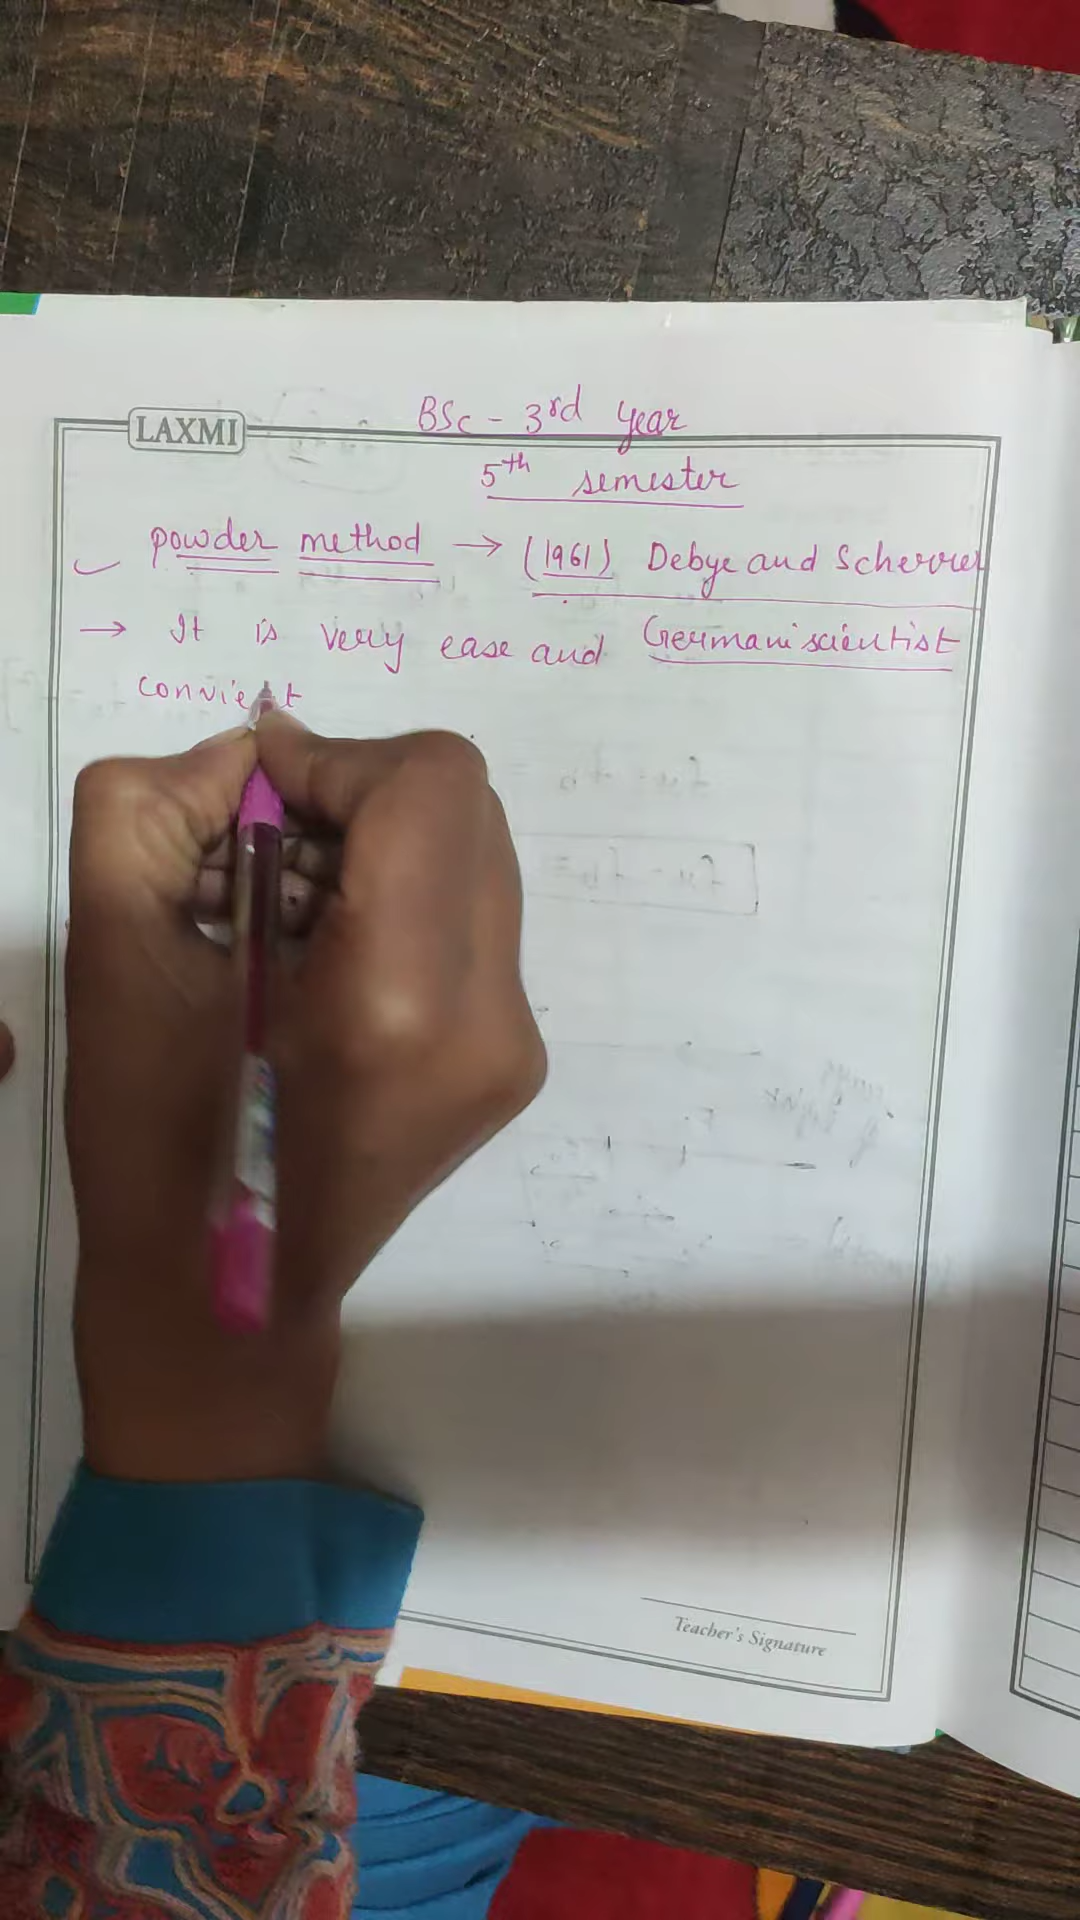 BSc - 3rd year
LAXMI
5th semester
powder method → (1961) Debye and Scherrer
→ It is very ease and Germani scientist
Teacher's Signature